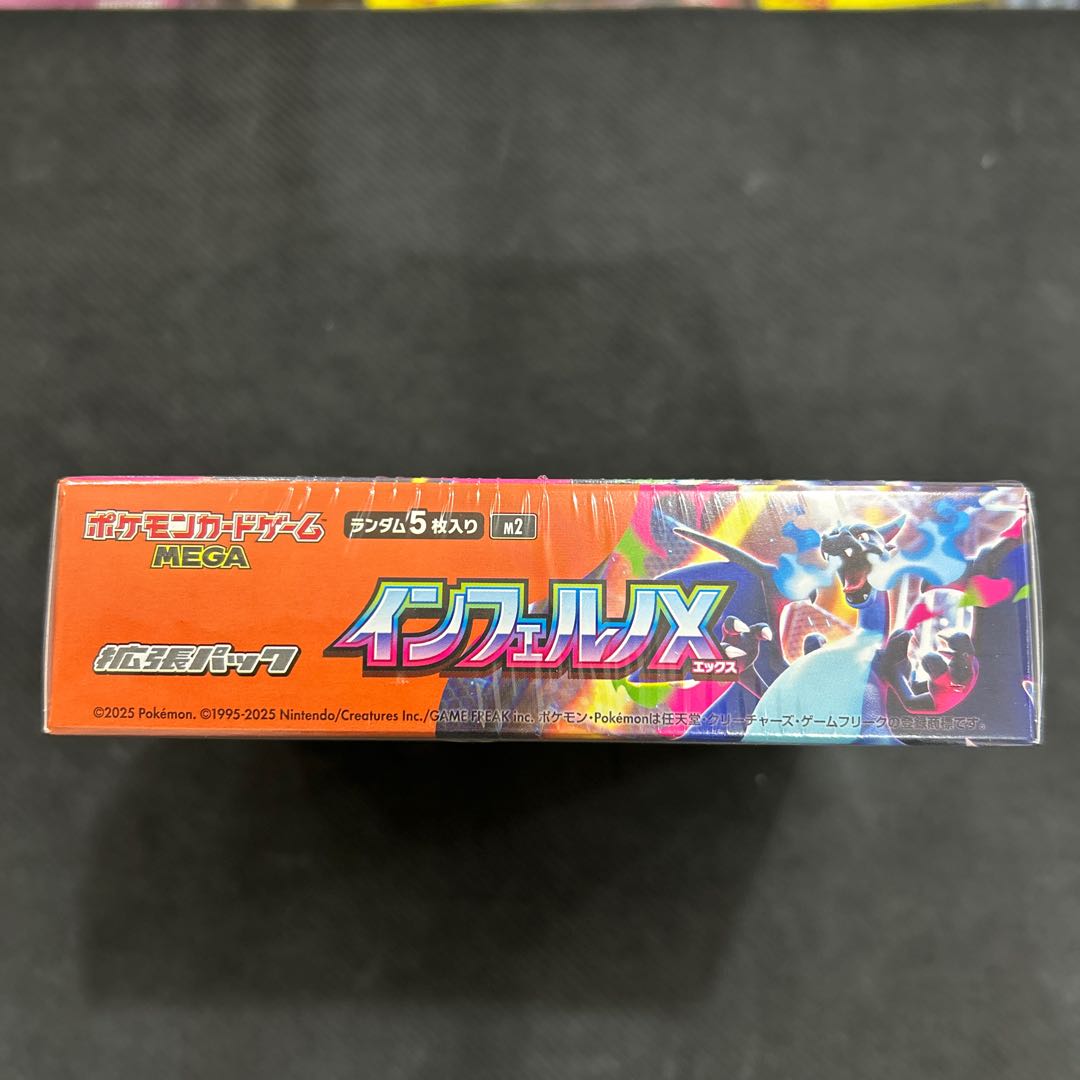 ポケモンカードゲーム
MEGA
ランダム5枚入り M2
インフェルノX
エックス
拡張パック
©2025 Pokémon. ©1995-2025 Nintendo/Creatures Inc./GAME FREAK inc. ポケモン・Pokémonは任天堂・クリーチャーズ・ゲームフリークの登録商標です。